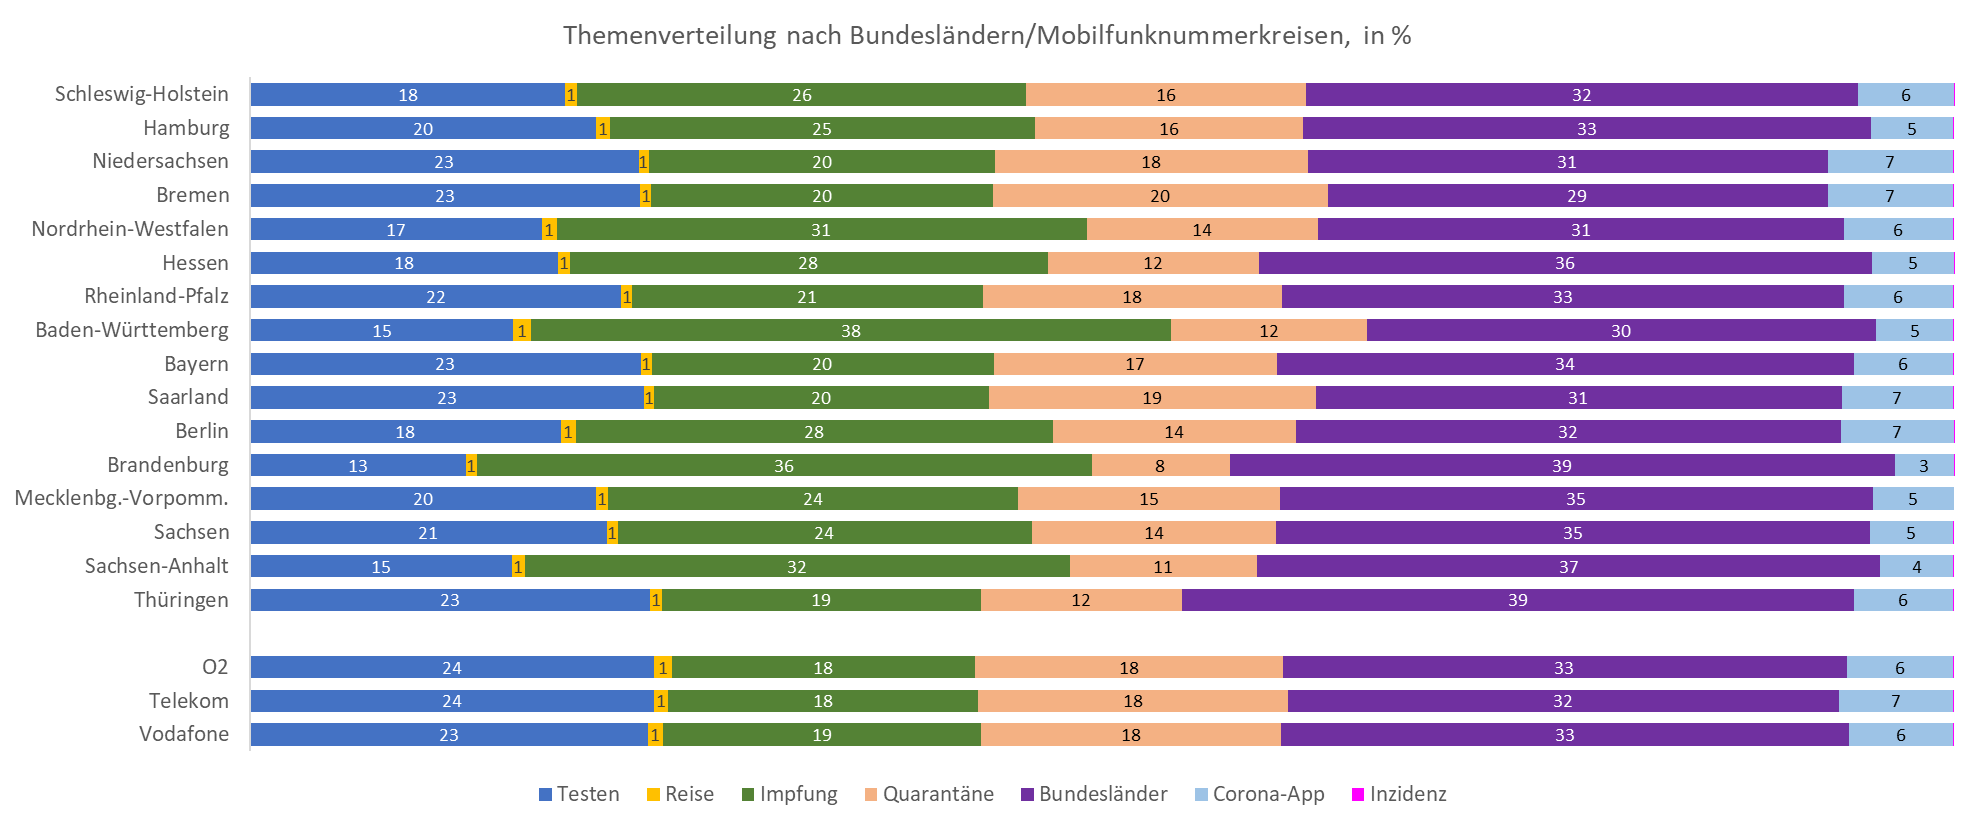 Themenverteilung nach Bundesländern/Mobilfunknummerkreisen, in %
Schleswig-Holstein 18 1 26 16 32 6
Hamburg 20 1 25 16 33 5
Niedersachsen 23 1 20 18 31 7
Bremen 23 1 20 20 29 7
Nordrhein-Westfalen 17 1 31 14 31 6
Hessen 18 1 28 12 36 5
Rheinland-Pfalz 22 1 21 18 33 6
Baden-Württemberg 15 1 38 12 30 5
Bayern 23 1 20 17 34 6
Saarland 23 1 20 19 31 7
Berlin 18 1 28 14 32 7
Brandenburg 13 1 36 8 39 3
Mecklenbg.-Vorpomm. 20 1 24 15 35 5
Sachsen 21 1 24 14 35 5
Sachsen-Anhalt 15 1 32 11 37 4
Thüringen 23 1 19 12 39 6
O2 24 1 18 18 33 6
Telekom 24 1 18 18 32 7
Vodafone 23 1 19 18 33 6
Testen Reise Impfung Quarantäne Bundesländer Corona-App Inzidenz